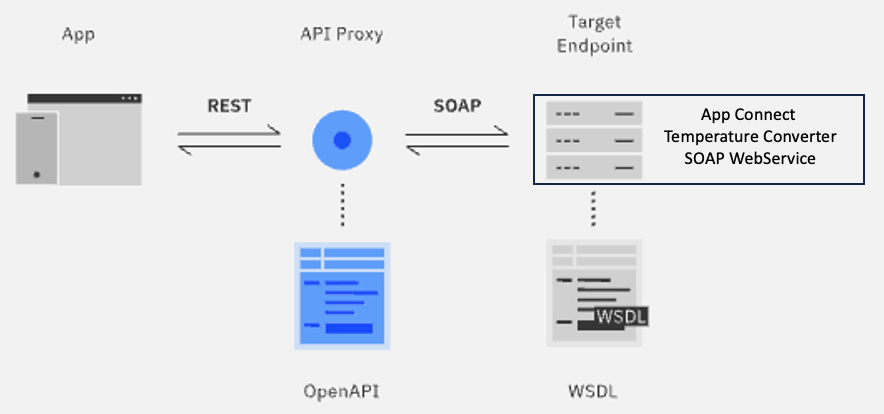 App
API Proxy
Target
Endpoint
REST
SOAP
App Connect
Temperature Converter
SOAP WebService
WSDL
OpenAPI
WSDL